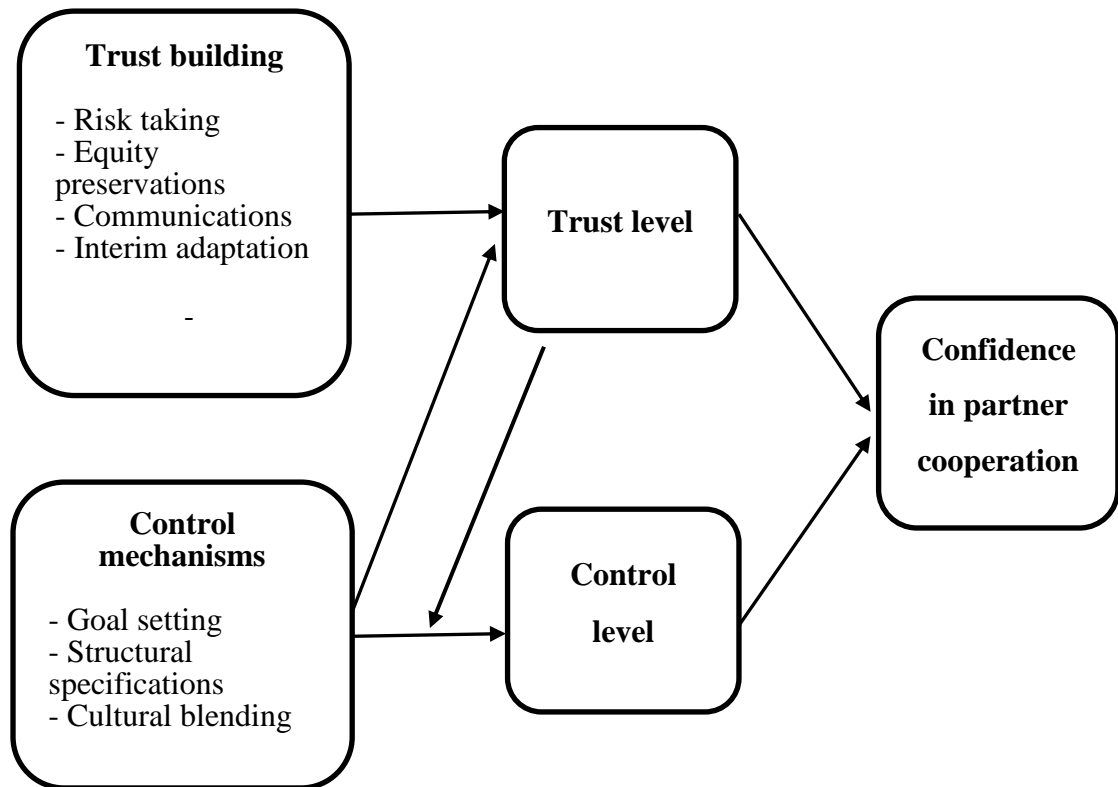 Trust building
- Risk taking
- Equity
preservations
- Communications
- Interim adaptation
-
Trust level
Confidence
in partner
cooperation
Control
mechanisms
- Goal setting
- Structural
specifications
- Cultural blending
Control
level